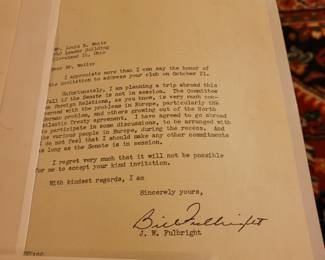 Mr. Louis S.
Leader Building
Cleveland Ohio
Dear Mr.
I appreciate more than I can say the honor of
the invitation to address your club on October 21.
Unfortunately, I am planning a trip abroad this
fall if the Senate is not in session. The Committee
on Foreign Relations, as you know, is very much con-
cerned with the problems in Europe, particularly the
German problem, and others growing out of the North
Atlantic Treaty agreement. I have agreed to go abroad
to participate in some discussions, to be arranged with
the various people in Europe, during the recess. And
I do not feel that I should make any other commitments
as long as the Senate is in session.
I regret very much that it will not be possible
for me to accept your kind invitation.
With kindest regards, I am
Sincerely yours,
Bill Fulbright
J. W. Fulbright